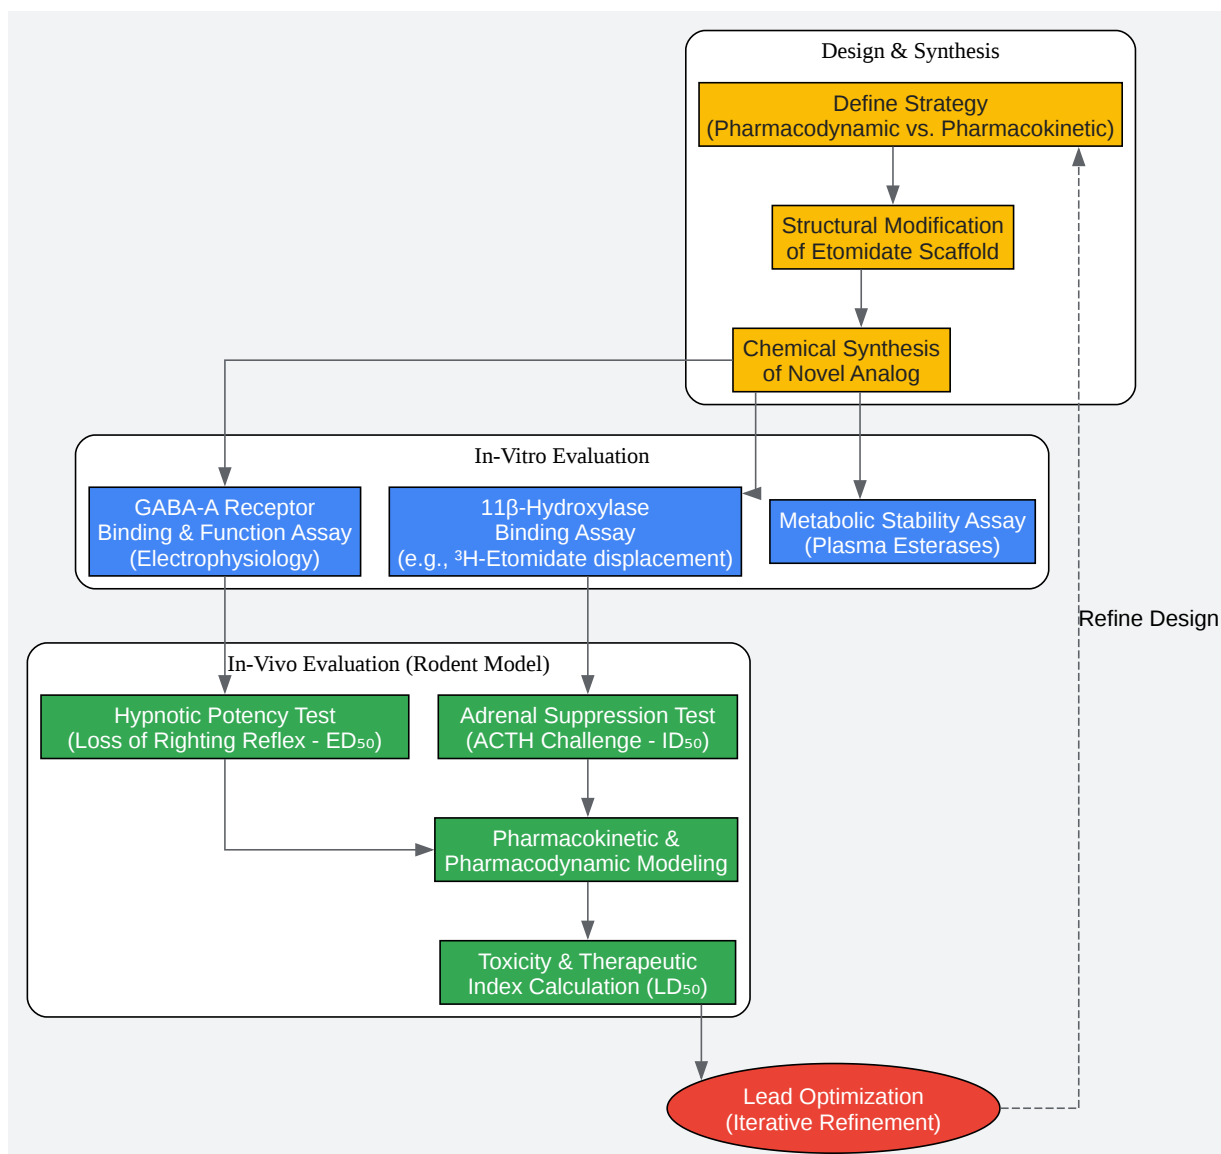 Design & Synthesis
Define Strategy
(Pharmacodynamic vs. Pharmacokinetic)
Structural Modification
of Etomidate Scaffold
Chemical Synthesis
of Novel Analog
In-Vitro Evaluation
GABA-A Receptor
Binding & Function Assay
(Electrophysiology)
11β-Hydroxylase
Binding Assay
(e.g., ³H-Etomidate displacement)
Metabolic Stability Assay
(Plasma Esterases)
Refine Design
In-Vivo Evaluation (Rodent Model)
Hypnotic Potency Test
(Loss of Righting Reflex - ED₅₀)
Adrenal Suppression Test
(ACTH Challenge - ID₅₀)
Pharmacokinetic &
Pharmacodynamic Modeling
Toxicity & Therapeutic
Index Calculation (LD₅₀)
Lead Optimization
(Iterative Refinement)